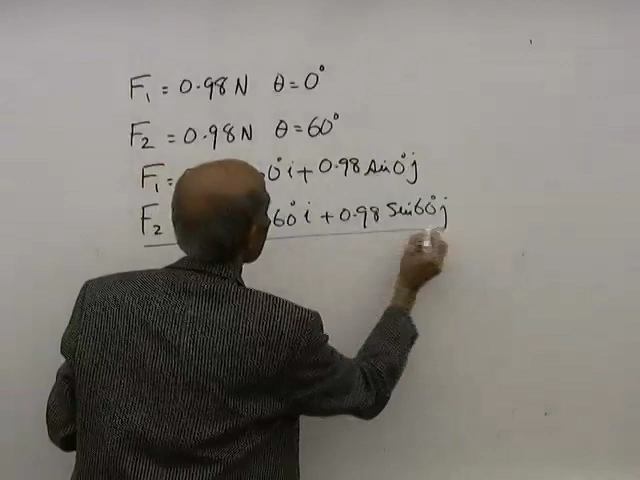 F₁ = 0.98 N θ = 0°
F₂ = 0.98 N θ = 60°
F₁ = 0° i + 0.98 sin 0° j
F₂ 60° i + 0.98 sin 60° j